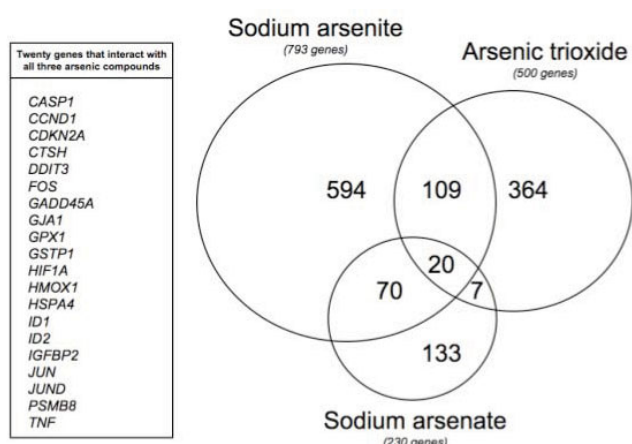 Sodium arsenite
(793 genes)
Arsenic trioxide
(500 genes)
Twenty genes that interact with
all three arsenic compounds
CASP1
CCND1
CDKN2A
CTSH
DDIT3
FOS
GADD45A
GJA1
GPX1
GSTP1
HIF1A
HMOX1
HSPA4
ID1
ID2
IGFBP2
JUN
JUND
PSMB8
TNF
594
109
364
20
70
7
133
Sodium arsenate
(230 genes)